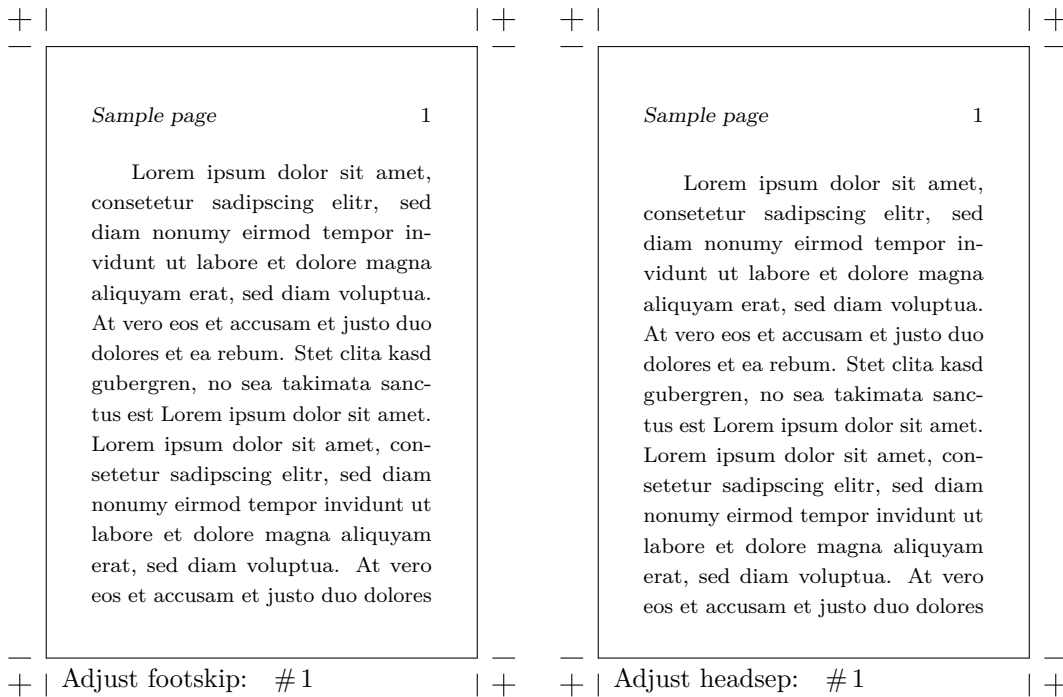 Sample page 1
Lorem ipsum dolor sit amet,
consetetur sadipscing elitr, sed
diam nonumy eirmod tempor in-
vidunt ut labore et dolore magna
aliquyam erat, sed diam voluptua.
At vero eos et accusam et justo duo
dolores et ea rebum. Stet clita kasd
gubergren, no sea takimata sanc-
tus est Lorem ipsum dolor sit amet.
Lorem ipsum dolor sit amet, con-
setetur sadipscing elitr, sed diam
nonumy eirmod tempor invidunt ut
labore et dolore magna aliquyam
erat, sed diam voluptua. At vero
eos et accusam et justo duo dolores
Adjust footskip: #1
Sample page 1
Lorem ipsum dolor sit amet,
consetetur sadipscing elitr, sed
diam nonumy eirmod tempor in-
vidunt ut labore et dolore magna
aliquyam erat, sed diam voluptua.
At vero eos et accusam et justo duo
dolores et ea rebum. Stet clita kasd
gubergren, no sea takimata sanc-
tus est Lorem ipsum dolor sit amet.
Lorem ipsum dolor sit amet, con-
setetur sadipscing elitr, sed diam
nonumy eirmod tempor invidunt ut
labore et dolore magna aliquyam
erat, sed diam voluptua. At vero
eos et accusam et justo duo dolores
Adjust headsep: #1